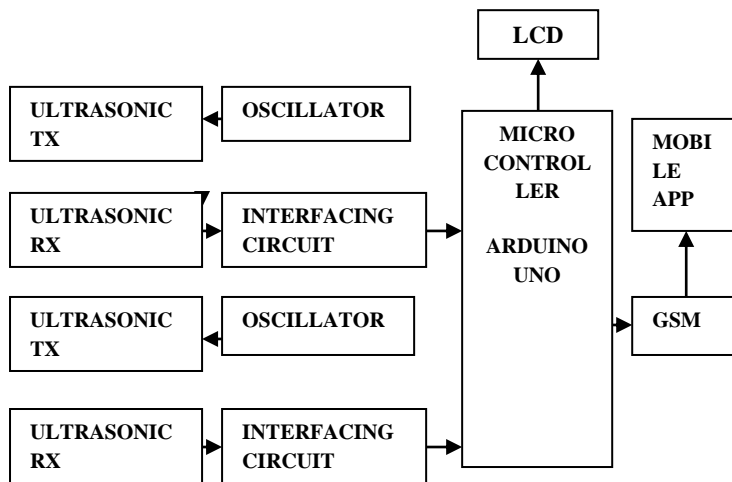 LCD
ULTRASONIC
TX
OSCILLATOR
MICRO
CONTROL
LLER
ARDUINO
UNO
MOBI
LE
APP
ULTRASONIC
RX
INTERFACING
CIRCUIT
ULTRASONIC
TX
OSCILLATOR
GSM
ULTRASONIC
RX
INTERFACING
CIRCUIT